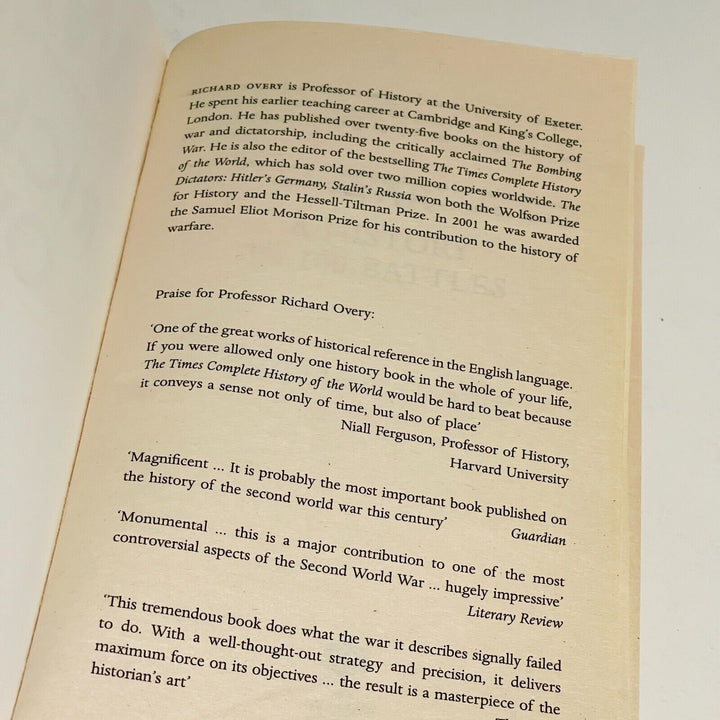 RICHARD OVERY is Professor of History at the University of Exeter.
He spent his earlier teaching career at Cambridge and King's College,
London. He has published over twenty-five books on the history of
war and dictatorship, including the critically acclaimed The Bombing
War. He is also the editor of the bestselling The Times Complete History
of the World, which has sold over two million copies worldwide. The
Dictators: Hitler's Germany, Stalin's Russia won both the Wolfson Prize
for History and the Hessell-Tiltman Prize. In 2001 he was awarded
the Samuel Eliot Morison Prize for his contribution to the history of
warfare.
Praise for Professor Richard Overy:
'One of the great works of historical reference in the English language.
If you were allowed only one history book in the whole of your life,
The Times Complete History of the World would be hard to beat because
it conveys a sense not only of time, but also of place'
Niall Ferguson, Professor of History,
Harvard University
'Magnificent ... It is probably the most important book published on
the history of the second world war this century'
Guardian
'Monumental ... this is a major contribution to one of the most
controversial aspects of the Second World War ... hugely impressive'
Literary Review
'This tremendous book does what the war it describes signally failed
to do. With a well-thought-out strategy and precision, it delivers
maximum force on its objectives ... the result is a masterpiece of the
historian's art'